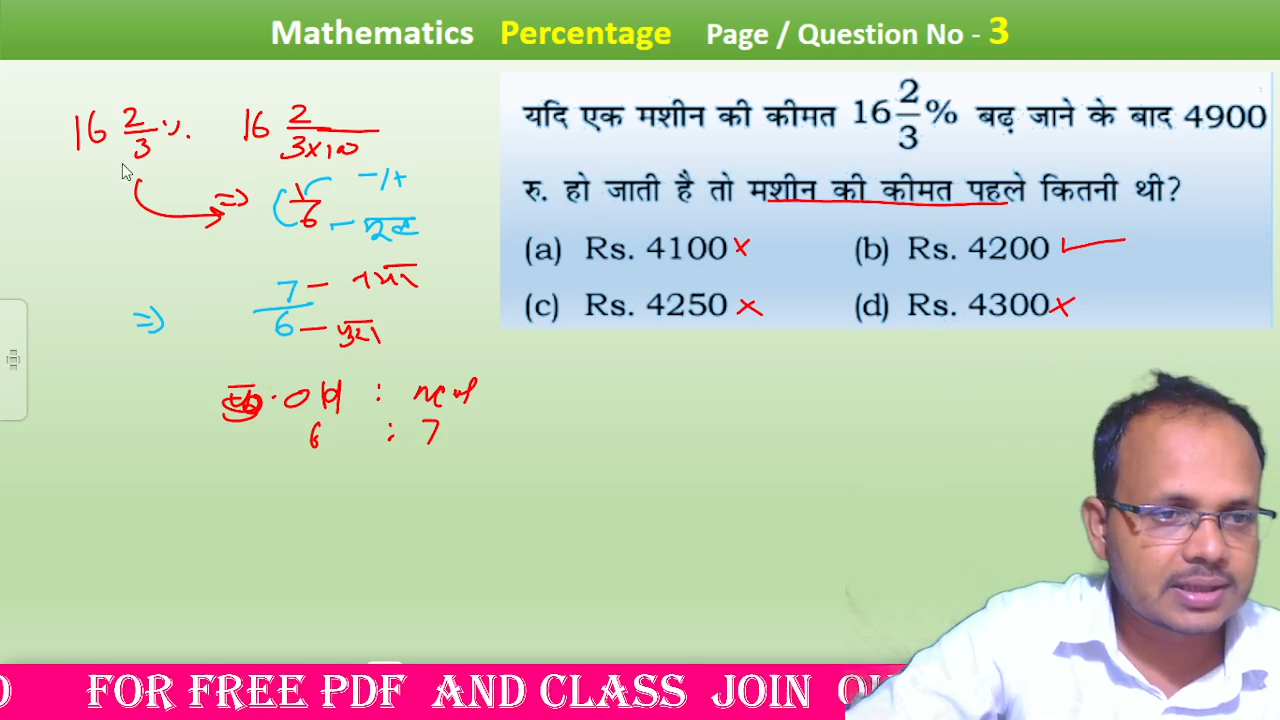 Mathematics Percentage Page / Question No - 3
यदि एक मशीन की कीमत 16 2/3% बढ़ जाने के बाद 4900
रु. हो जाती है तो मशीन की कीमत पहले कितनी थी?
(a) Rs. 4100 × (b) Rs. 4200 ✓
(c) Rs. 4250 × (d) Rs. 4300 ×
16 2/3 %. 16 2/(3×100)
⇒ 1/6 -/+
⇒ 7/6
old : new
6 : 7
FOR FREE PDF AND CLASS JOIN